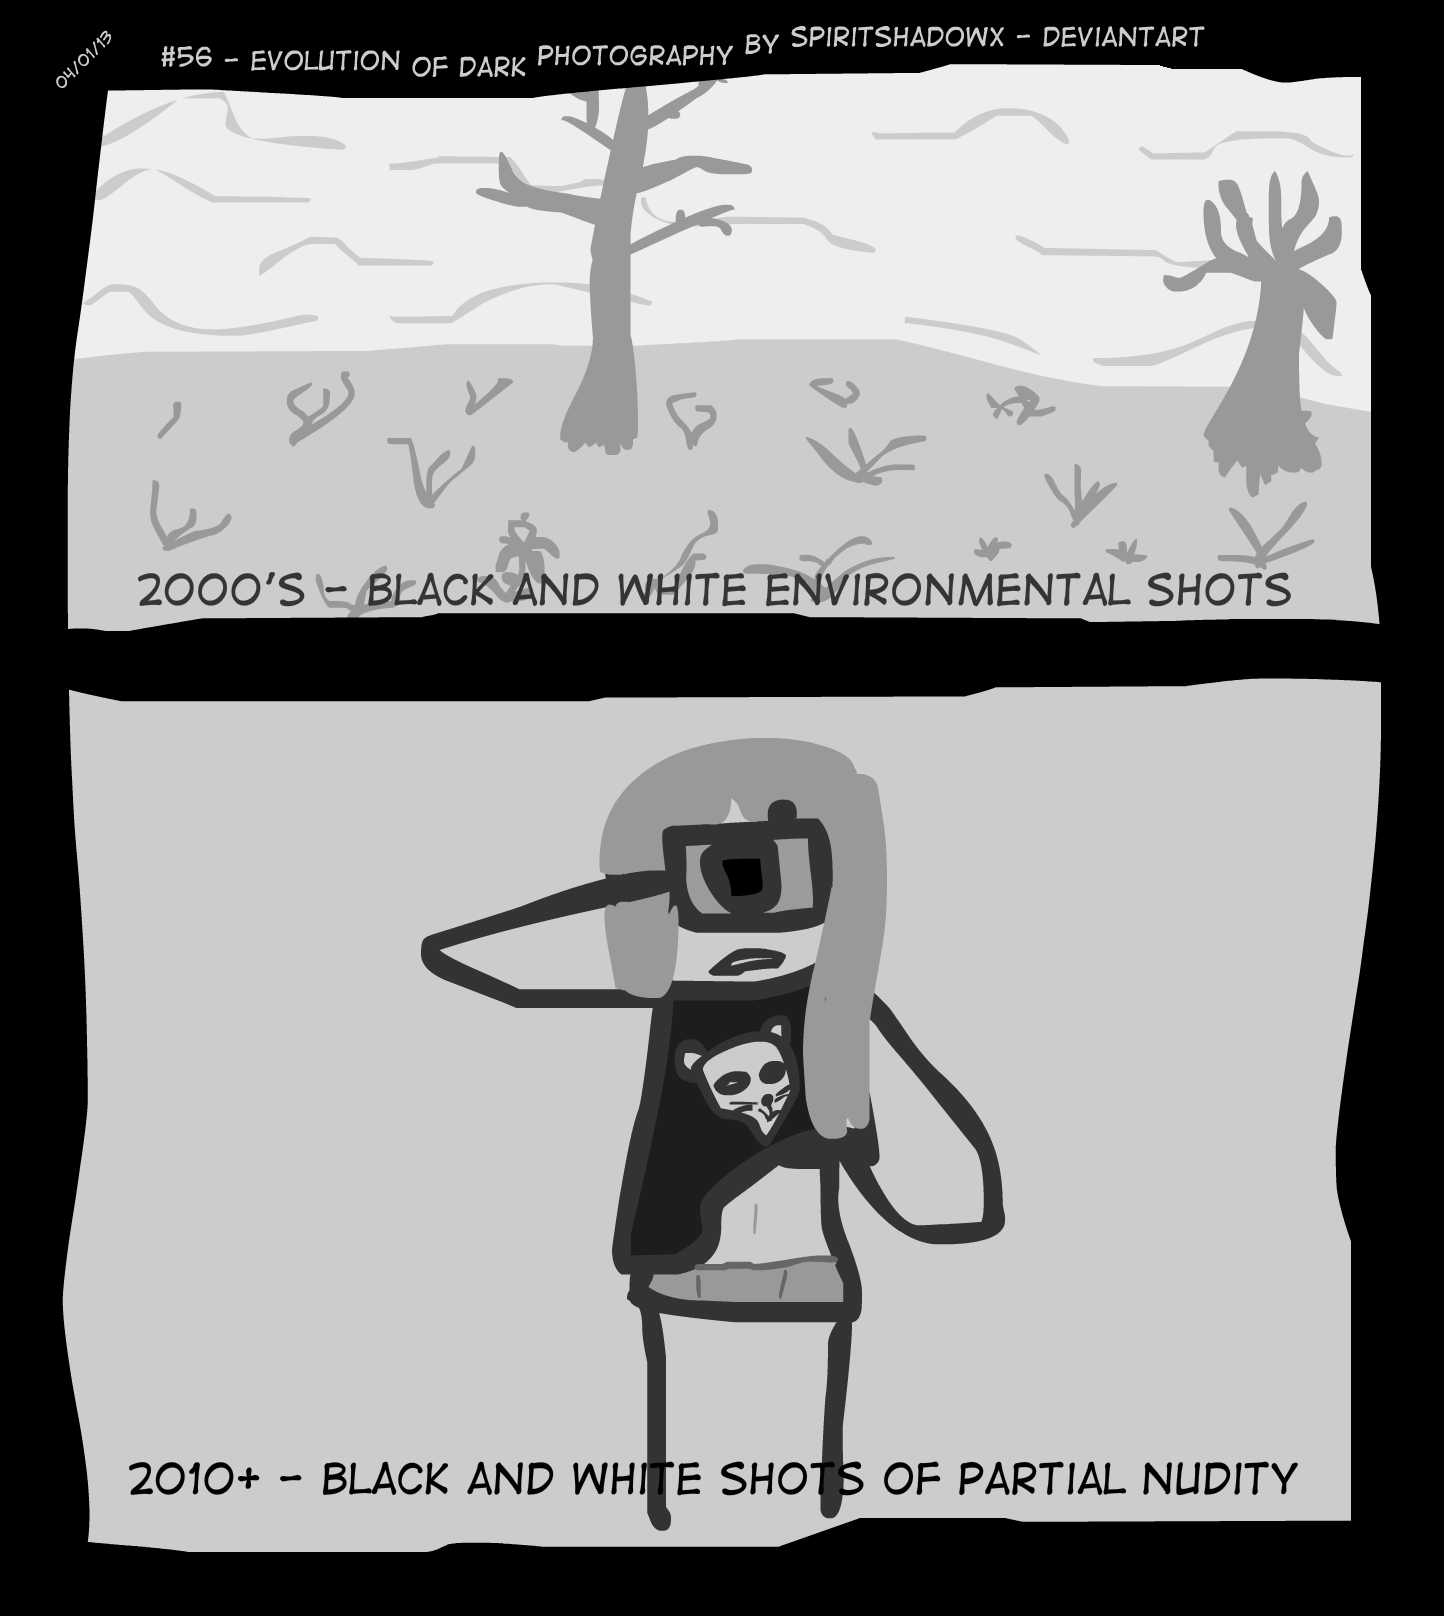 04/01/13
#56 - EVOLUTION OF DARK PHOTOGRAPHY BY SPIRITSHADOWX - DEVIANTART
2000'S - BLACK AND WHITE ENVIRONMENTAL SHOTS
2010+ - BLACK AND WHITE SHOTS OF PARTIAL NUDITY